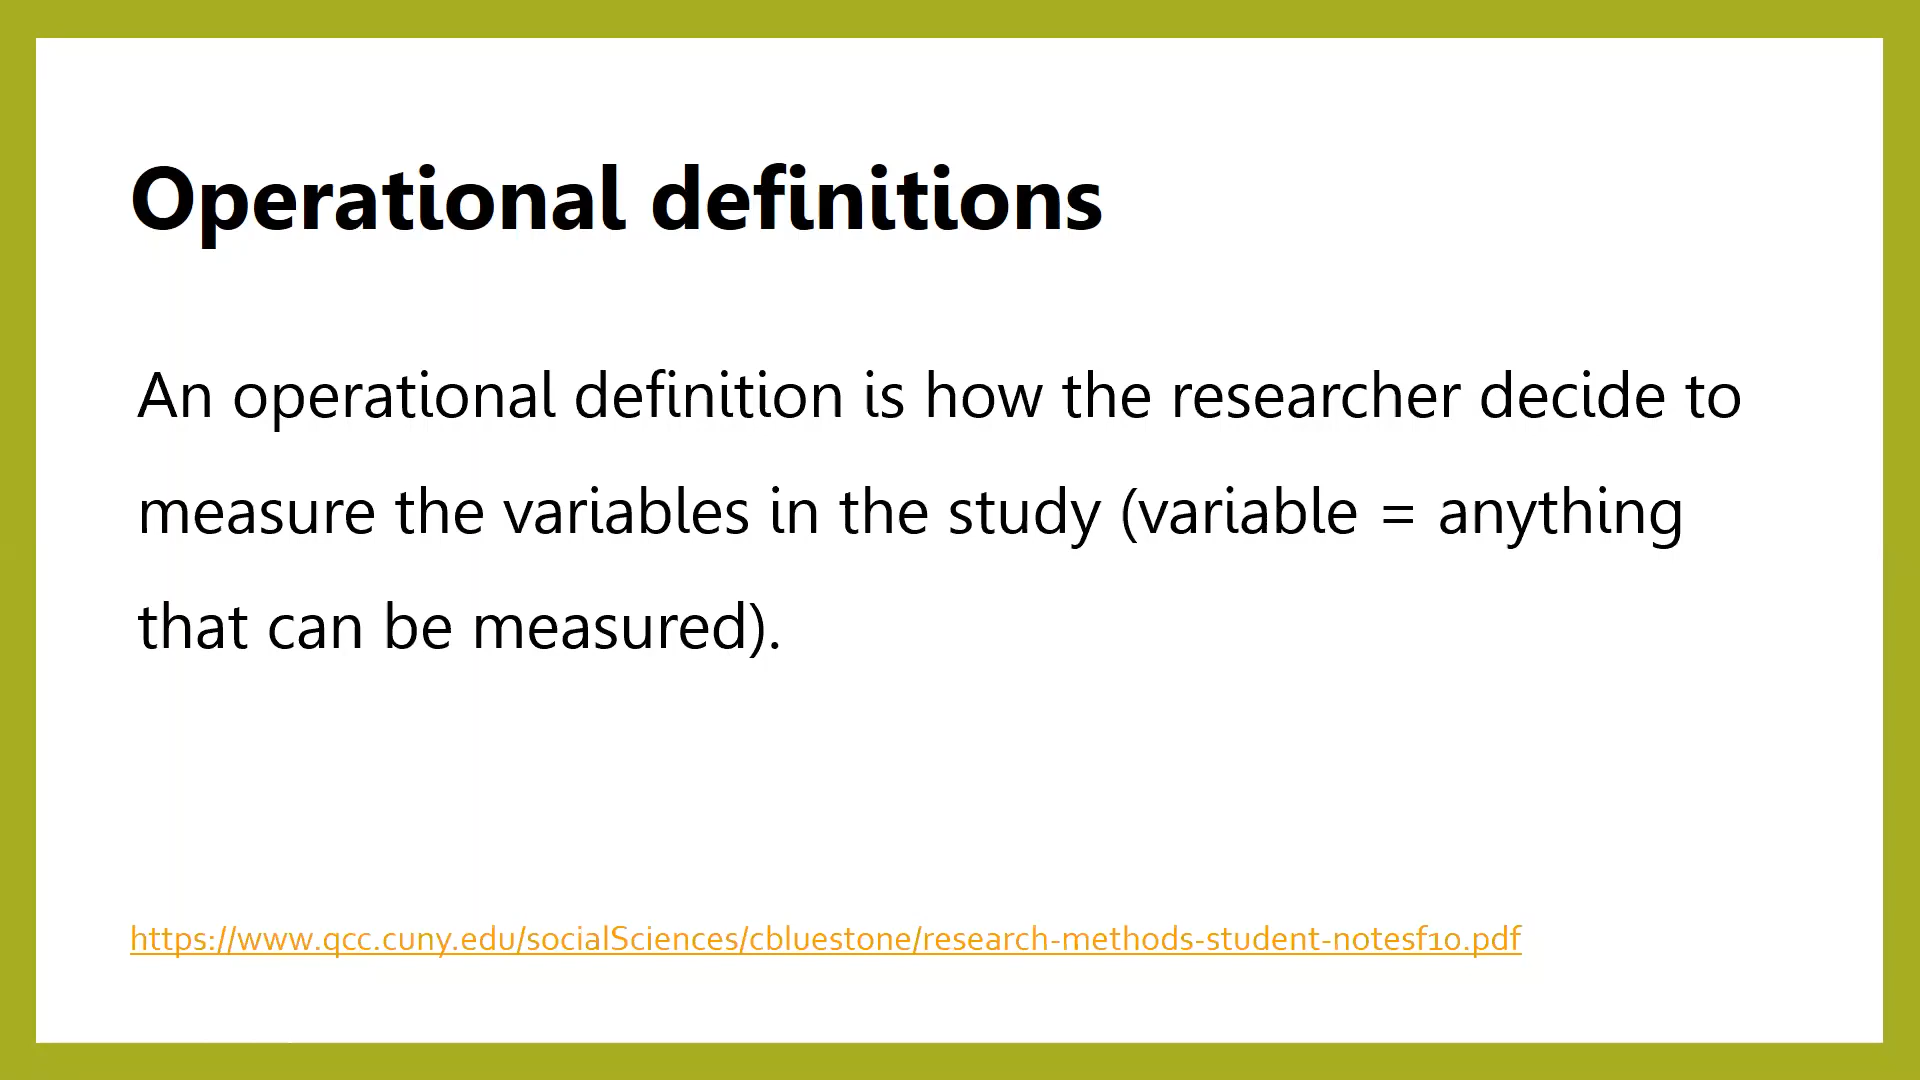 Operational definitions
An operational definition is how the researcher decide to
measure the variables in the study (variable = anything
that can be measured).
https://www.qcc.cuny.edu/socialSciences/cbluestone/research-methods-student-notesf10.pdf